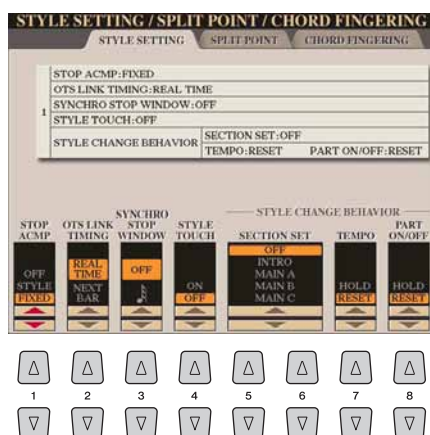 STYLE SETTING / SPLIT POINT / CHORD FINGERING
STYLE SETTING SPLIT POINT CHORD FINGERING
1
STOP ACMP:FIXED
OTS LINK TIMING:REAL TIME
SYNCHRO STOP WINDOW:OFF
STYLE TOUCH:OFF
STYLE CHANGE BEHAVIOR
SECTION SET:OFF
TEMPO:RESET PART ON/OFF:RESET
STYLE CHANGE BEHAVIOR
STOP ACMP
OFF
STYLE
FIXED
OTS LINK TIMING
REAL TIME
NEXT BAR
SYNCHRO STOP WINDOW
OFF
STYLE TOUCH
ON
OFF
SECTION SET
OFF
INTRO
MAIN A
MAIN B
MAIN C
TEMPO
HOLD
RESET
PART ON/OFF
HOLD
RESET
1 2 3 4 5 6 7 8